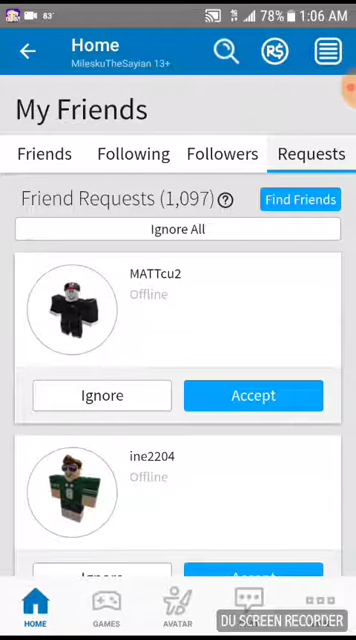 83°
78% 1:06 AM
Home
MileskuTheSayian 13+
R$
My Friends
Friends Following Followers Requests
Friend Requests (1,097) ?
Find Friends
Ignore All
MATTcu2
Offline
Ignore Accept
ine2204
Offline
Ignore Accept
HOME GAMES AVATAR
DU SCREEN RECORDER